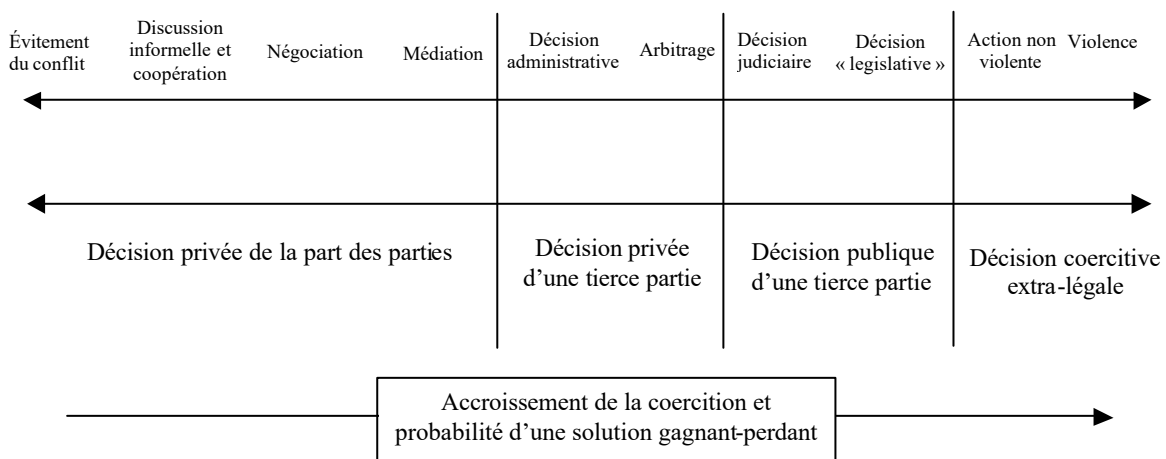 Évitement
du conflit
Discussion
informelle et
coopération
Négociation
Médiation
Décision
administrative
Arbitrage
Décision
judiciaire
Décision
« legislative »
Action non
violente
Violence
Décision privée de la part des parties
Décision privée
d’une tierce partie
Décision publique
d’une tierce partie
Décision coercitive
extra-légale
Accroissement de la coercition et
probabilité d’une solution gagnant-perdant